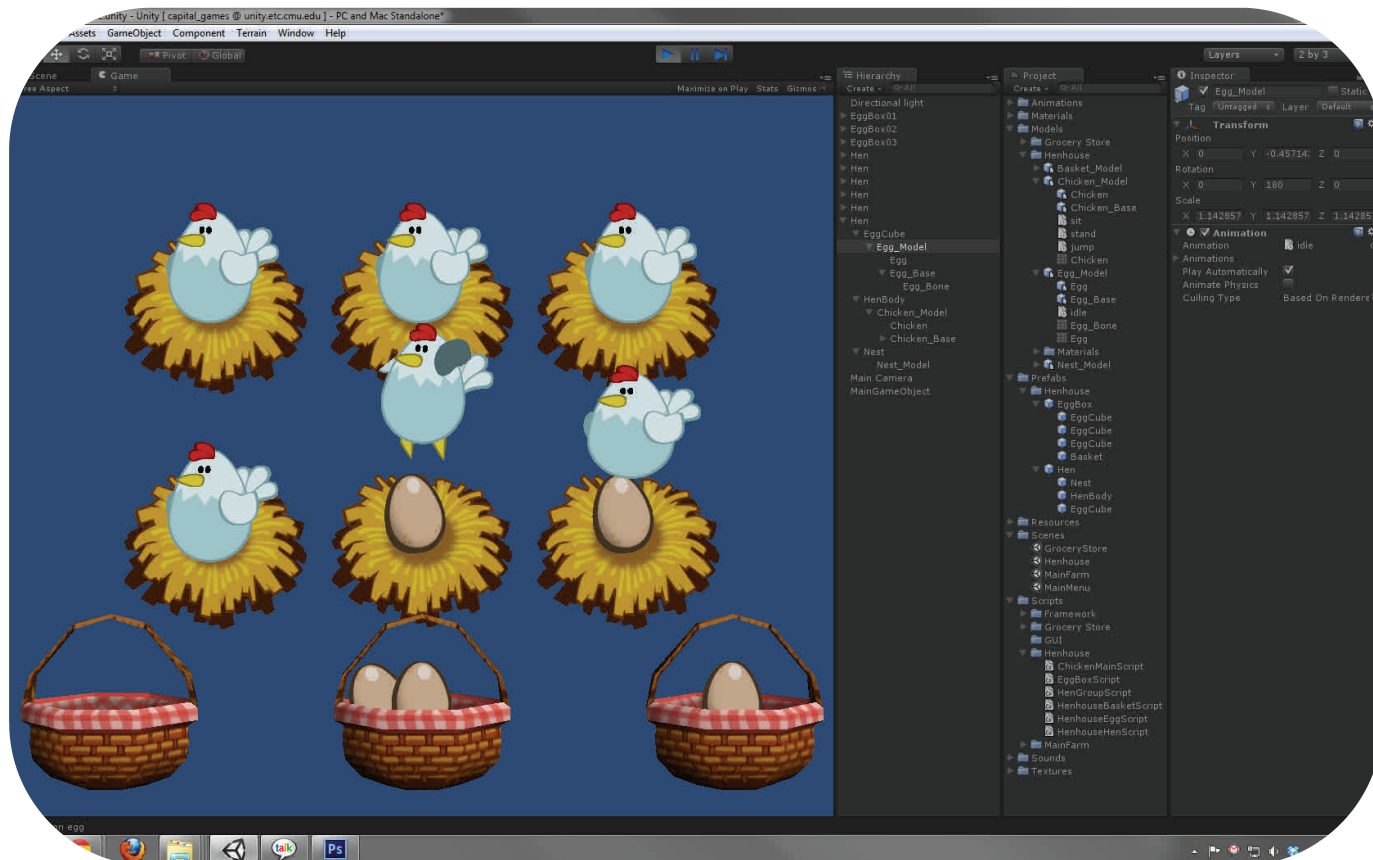 .unity - Unity [ capital_games @ unity.etc.cmu.edu ] - PC and Mac Standalone*
Assets GameObject Component Terrain Window Help
Pivot Global
Layers 2 by 3
Scene Game
Free Aspect
Maximize on Play Stats Gizmos
Hierarchy
Create All
Directional light
EggBox01
EggBox02
EggBox03
Hen
Hen
Hen
Hen
Hen
Hen
EggCube
Egg_Model
Egg
Egg_Base
Egg_Bone
HenBody
Chicken_Model
Chicken
Chicken_Base
Nest
Nest_Model
Main Camera
MainGameObject
Project
Create All
Animations
Materials
Models
Grocery Store
Henhouse
Basket_Model
Chicken_Model
Chicken
Chicken_Base
sit
stand
jump
Chicken
Egg_Model
Egg
Egg_Base
idle
Egg_Bone
Egg
Materials
Nest_Model
Prefabs
Henhouse
EggBox
EggCube
EggCube
EggCube
Basket
Hen
Nest
HenBody
EggCube
Resources
Scenes
GroceryStore
Henhouse
MainFarm
MainMenu
Scripts
Framework
Grocery Store
GUI
Henhouse
ChickenMainScript
EggBoxScript
HenGroupScript
HenhouseBasketScript
HenhouseEggScript
HenhouseHenScript
MainFarm
Sounds
Textures
Inspector
Egg_Model Static
Tag Untagged Layer Default
Transform
Position
X 0 Y -0.45714 Z 0
Rotation
X 0 Y 180 Z 0
Scale
X 1.142857 Y 1.142857 Z 1.14285
Animation
Animation idle
Animations
Play Automatically
Animate Physics
Culling Type Based On Rendere
egg
talk Ps